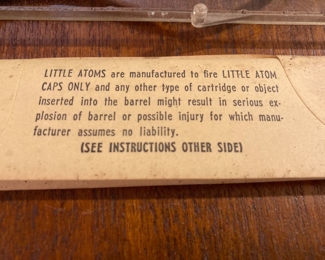 LITTLE ATOMS are manufactured to fire LITTLE ATOM
CAPS ONLY and any other type of cartridge or object
inserted into the barrel might result in serious ex-
plosion of barrel or possible injury for which manu-
facturer assumes no liability.
(SEE INSTRUCTIONS OTHER SIDE)